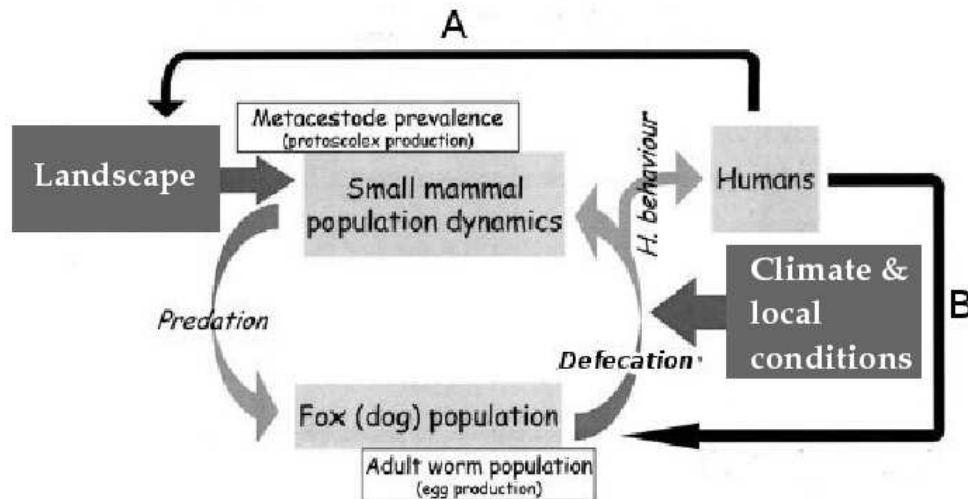 A
Metacestode prevalence
(protoscolex production)
Landscape
Small mammal
population dynamics
H. behaviour
Humans
Climate &
local
conditions
B
Predation
Defecation
Fox (dog) population
Adult worm population
(egg production)